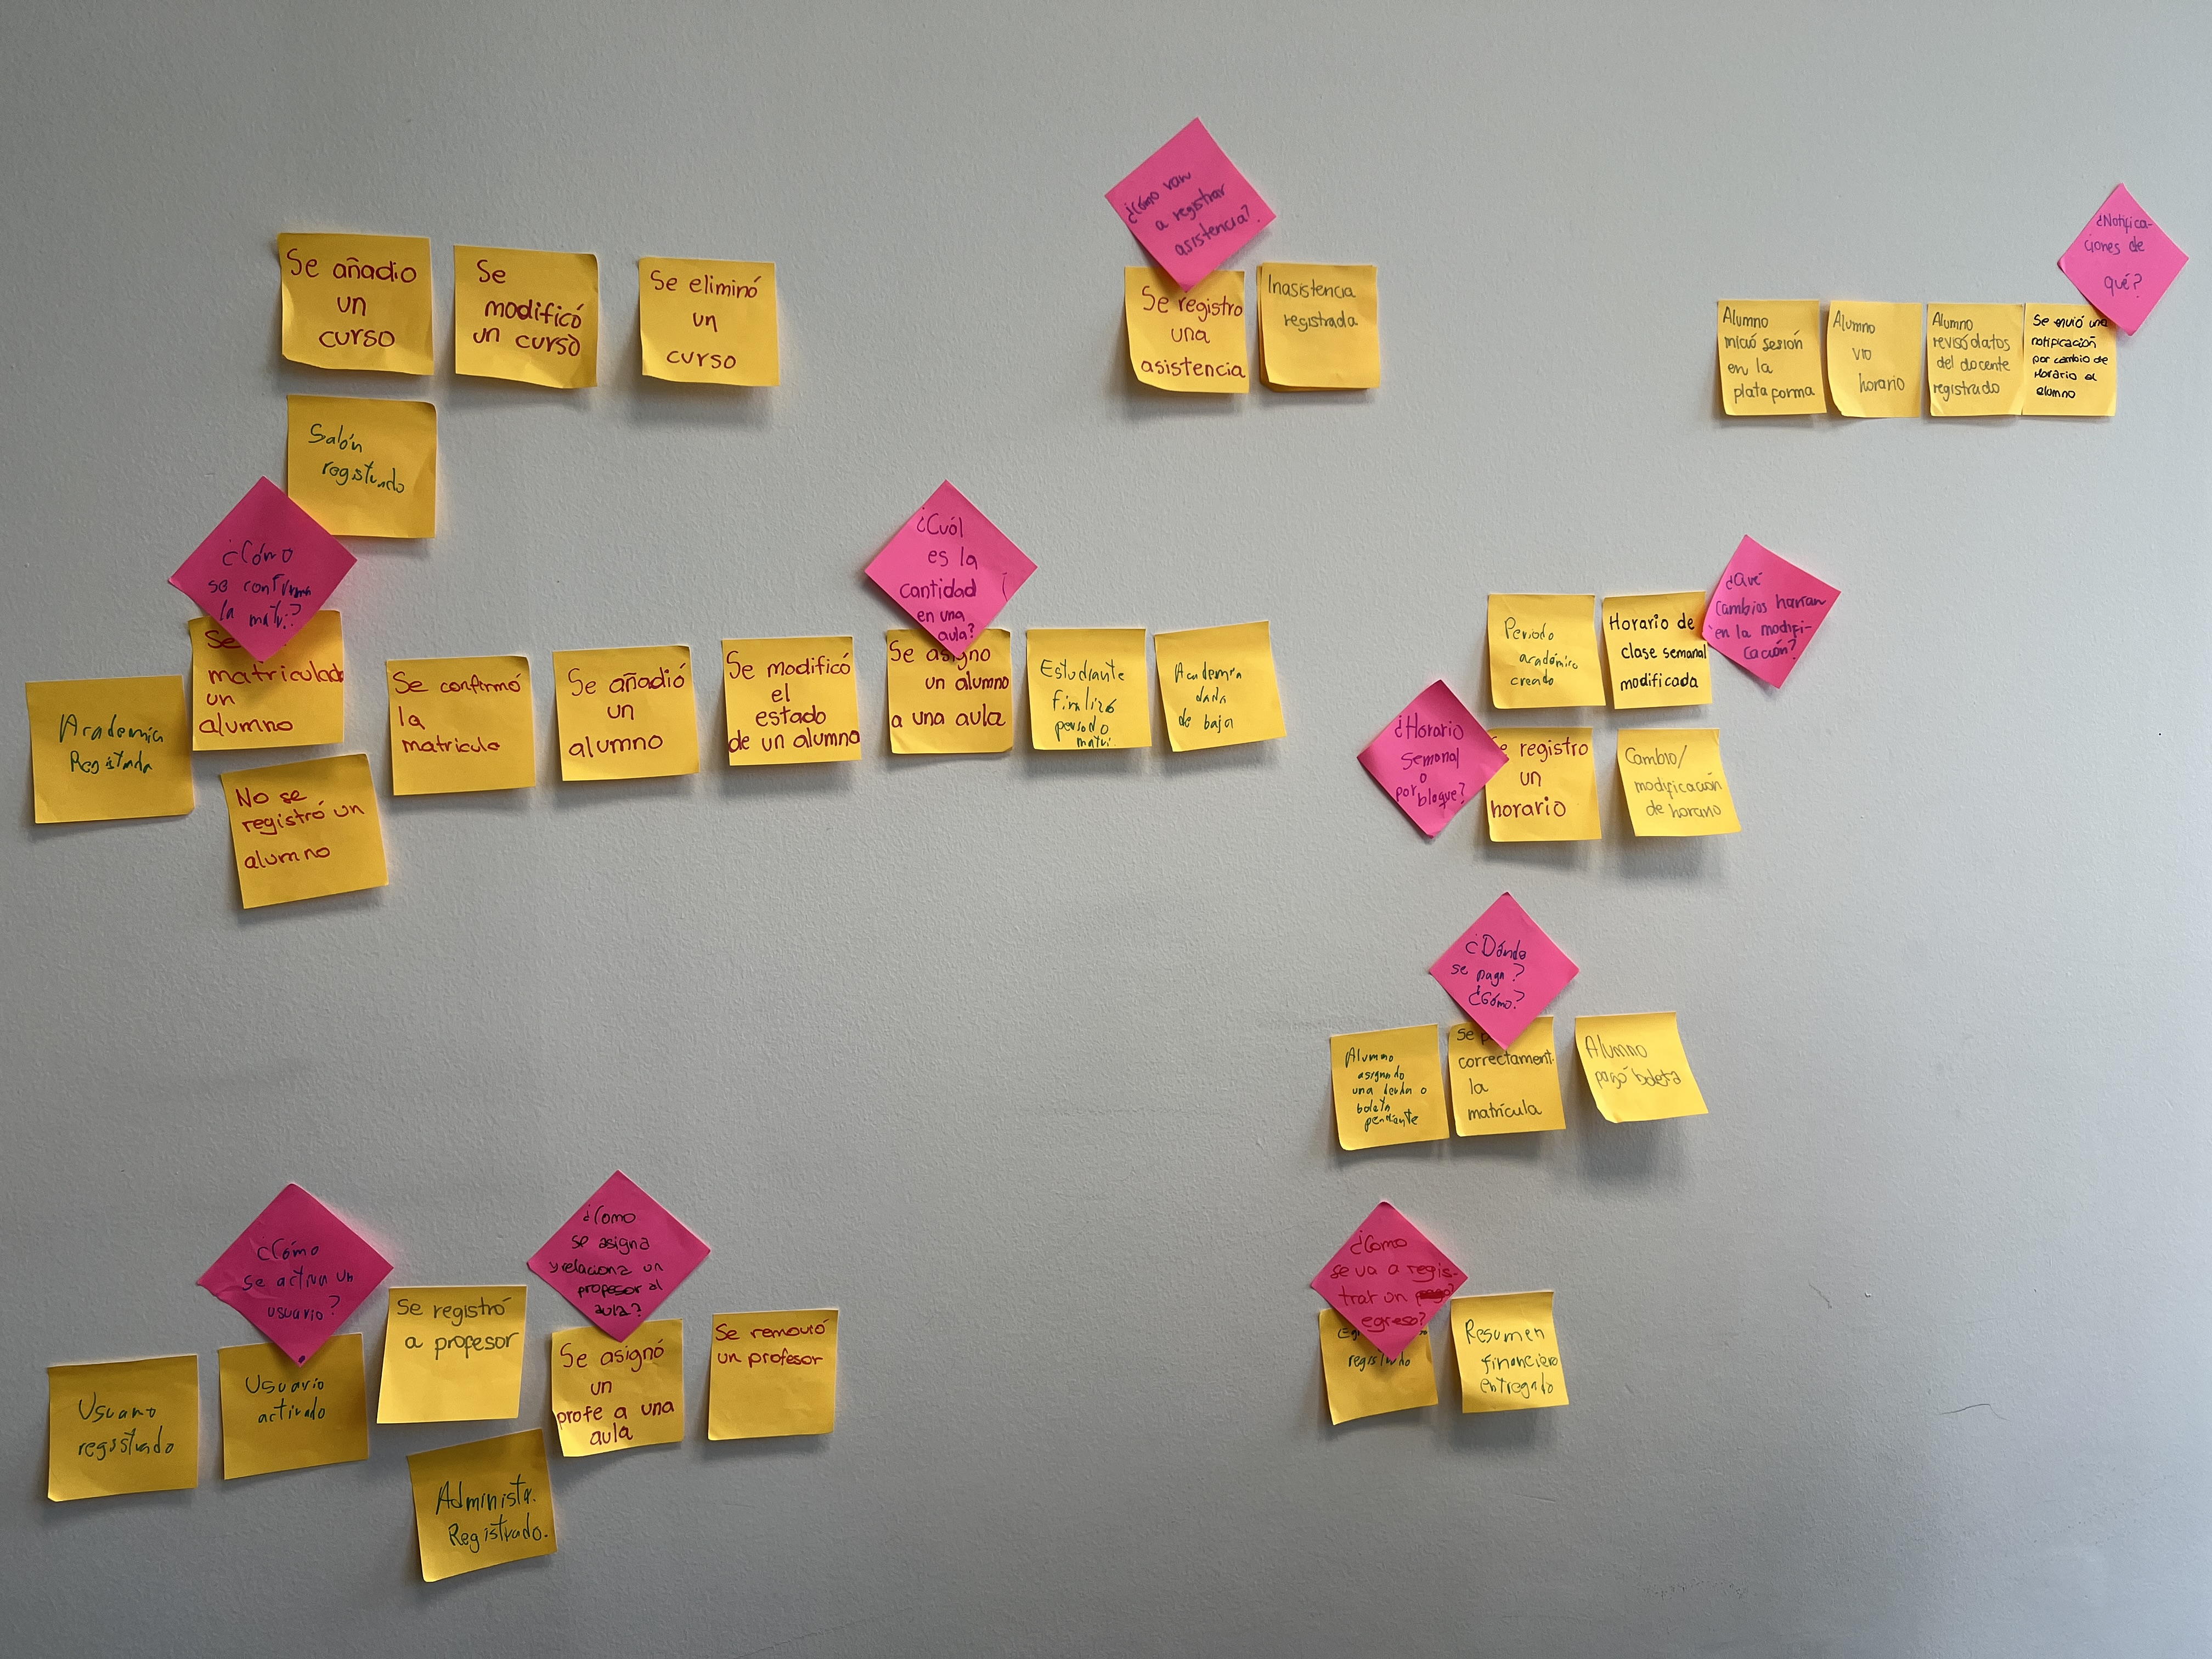 Se añadio
un
curso
Se
modificó
un curso
Se eliminó
un
curso
Salón
registrado
¿Cómo van
a registrar
asistencia?
Se registro
una
asistencia
Inasistencia
registrada
¿Notifica-
ciones de
qué?
Alumno
inició sesión
en la
plataforma
Alumno
vio
horario
Alumno
revisó datos
del docente
registrado
Se envió una
notificación
por cambio de
Horario al
alumno
¿Cómo
se confirma
la matri?
Academia
Registrada
Se
matriculado
un
alumno
No se
registró un
alumno
Se confirmó
la
matricula
Se añadió
un
alumno
Se modificó
el
estado
de un alumno
¿Cuál
es la
cantidad
en una
aula?
Se asigno
un alumno
a una aula
Estudiante
finalizó
periodo
matri.
Academia
dada
de baja
Periodo
académico
creado
Horario de
clase semanal
modificada
¿Qué
Cambios harían
en la modifi-
cación?
¿Horario
Semanal
o
por bloque?
Se registro
un
horario
Cambio/
modificación
de horario
¿Dónde
se paga?
¿Cómo?
Alumno
asignado
una deuda o
boleta
pendiente
Se p
correctament.
la
matrícula
Alumno
pagó boleta
¿Cómo
se activa un
usuario?
Usuario
registrado
Usuario
activado
Se registró
a profesor
Administa.
Registrado.
¿Como
se asigna
y relaciona un
profesor al
aula?
Se asignó
un
profe a una
aula
Se removió
un profesor
¿Como
se va a regis-
trar un
egreso?
registrado
Resumen
financiero
entregado